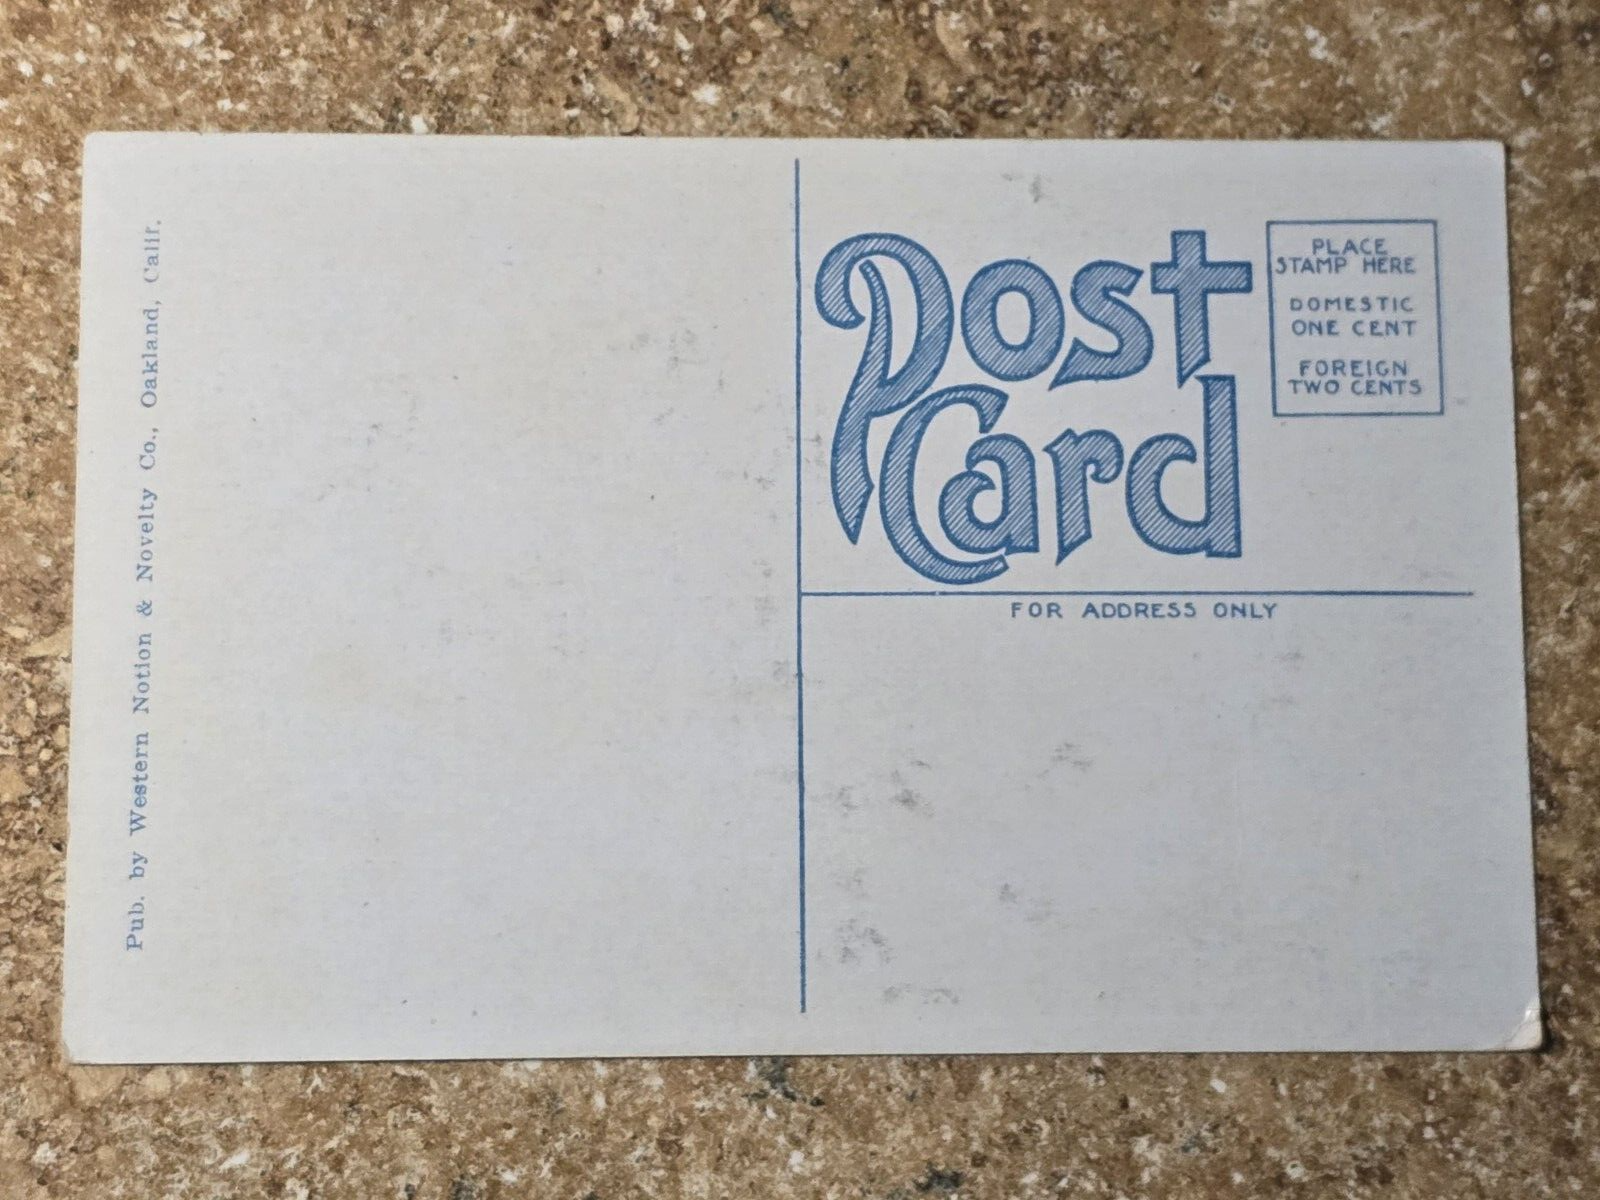 Pub. by Western Notion & Novelty Co., Oakland, Calif.
Post
Card
PLACE
STAMP HERE
DOMESTIC
ONE CENT
FOREIGN
TWO CENTS
FOR ADDRESS ONLY